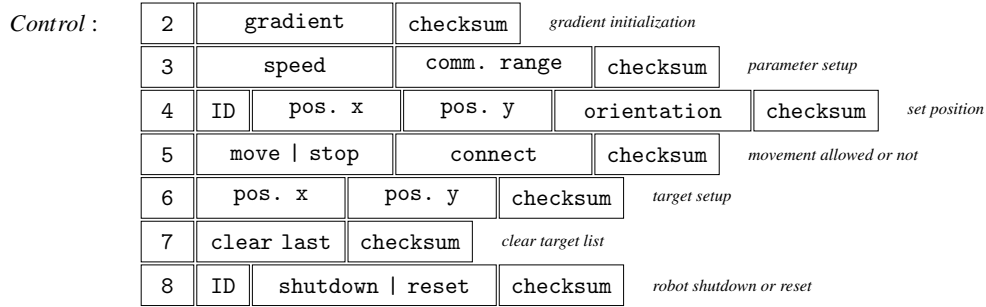 Control : 2 gradient checksum gradient initialization
3 speed comm. range checksum parameter setup
4 ID pos. x pos. y orientation checksum set position
5 move | stop connect checksum movement allowed or not
6 pos. x pos. y checksum target setup
7 clear last checksum clear target list
8 ID shutdown | reset checksum robot shutdown or reset